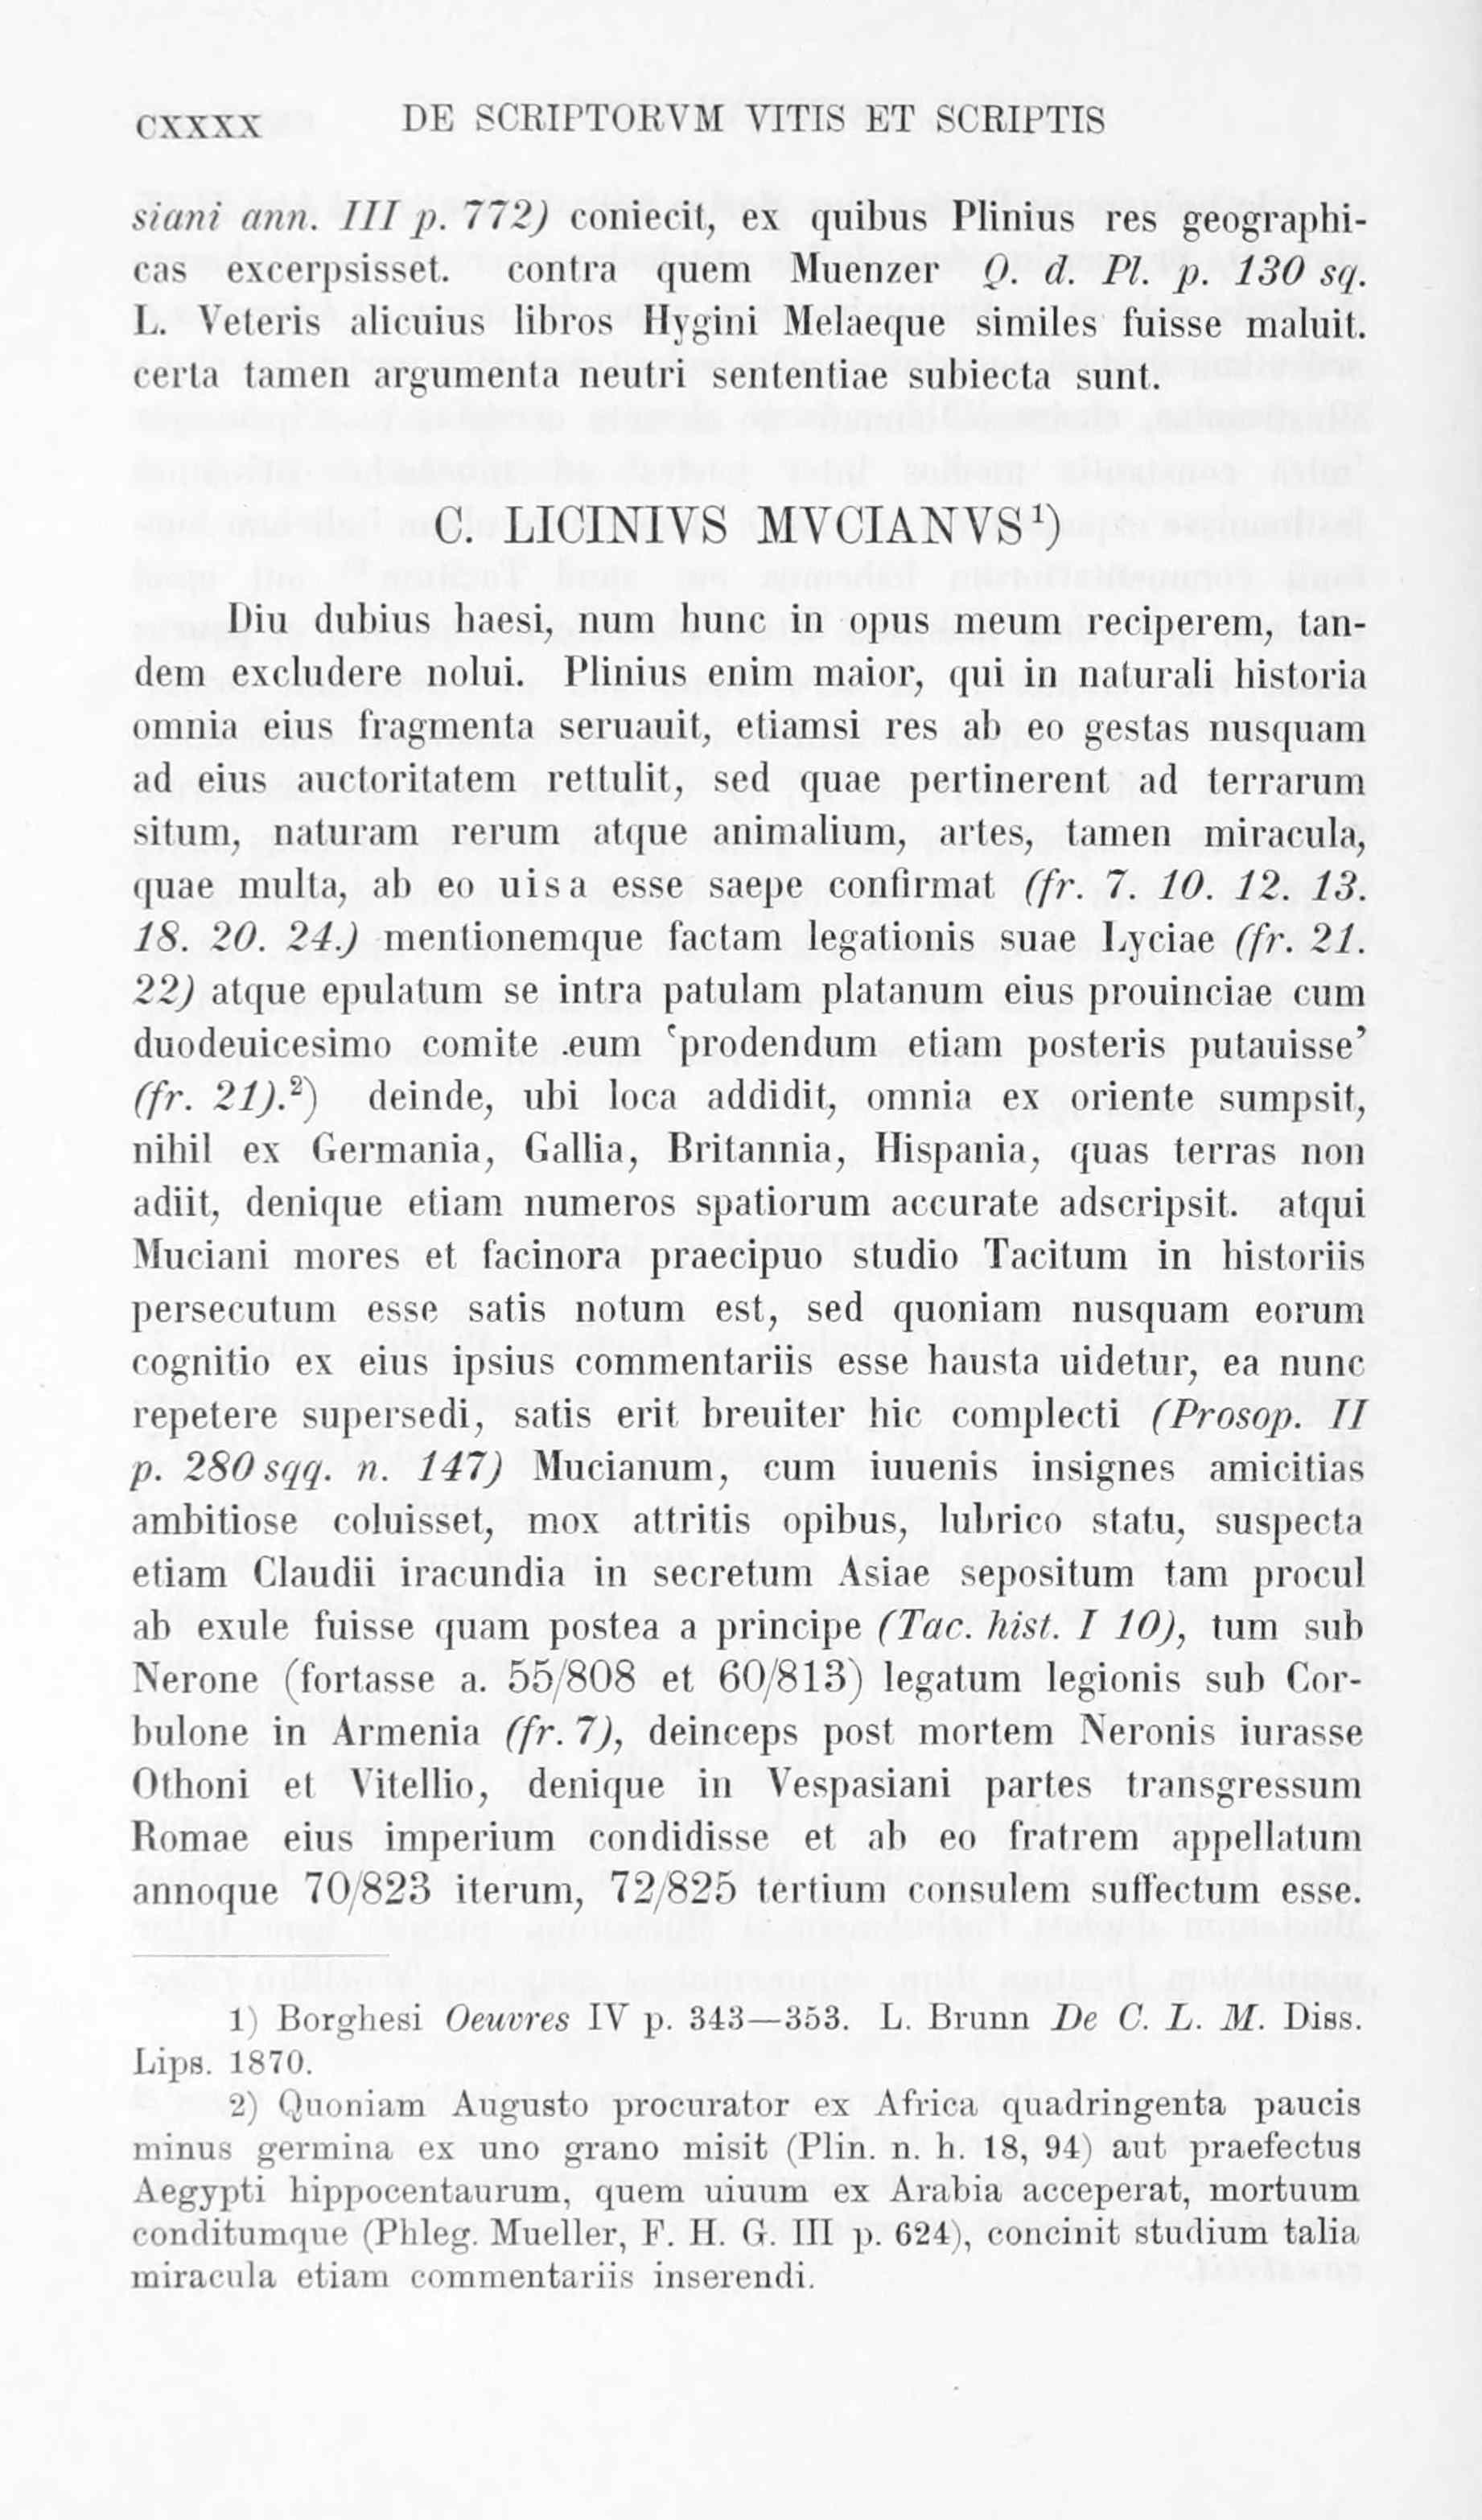 CXXXX DE SCRIPTORVM VITIS ET SCRIPTIS
siani ann. III p. 772) coniecit, ex quibus Plinius res geographi-
cas excerpsisset. contra quem Muenzer Q. d. Pl. p. 130 sq.
L. Veteris alicuius libros Hygini Melaeque similes fuisse maluit.
certa tamen argumenta neutri sententiae subiecta sunt.
C. LICINIVS MVCIANVS¹)
Diu dubius haesi, num hunc in opus meum reciperem, tan-
dem excludere nolui. Plinius enim maior, qui in naturali historia
omnia eius fragmenta seruauit, etiamsi res ab eo gestas nusquam
ad eius auctoritatem rettulit, sed quae pertinerent ad terrarum
situm, naturam rerum atque animalium, artes, tamen miracula,
quae multa, ab eo uisa esse saepe confirmat (fr. 7. 10. 12. 13.
18. 20. 24.) mentionemque factam legationis suae Lyciae (fr. 21.
22) atque epulatum se intra patulam platanum eius prouinciae cum
duodeuicesimo comite eum ‘prodendum etiam posteris putauisse’
(fr. 21).²) deinde, ubi loca addidit, omnia ex oriente sumpsit,
nihil ex Germania, Gallia, Britannia, Hispania, quas terras non
adiit, denique etiam numeros spatiorum accurate adscripsit. atqui
Muciani mores et facinora praecipuo studio Tacitum in historiis
persecutum esse satis notum est, sed quoniam nusquam eorum
cognitio ex eius ipsius commentariis esse hausta uidetur, ea nunc
repetere supersedi, satis erit breuiter hic complecti (Prosop. II
p. 280 sqq. n. 147) Mucianum, cum iuuenis insignes amicitias
ambitiose coluisset, mox attritis opibus, lubrico statu, suspecta
etiam Claudii iracundia in secretum Asiae sepositum tam procul
ab exule fuisse quam postea a principe (Tac. hist. I 10), tum sub
Nerone (fortasse a. 55/808 et 60/813) legatum legionis sub Cor-
bulone in Armenia (fr. 7), deinceps post mortem Neronis iurasse
Othoni et Vitellio, denique in Vespasiani partes transgressum
Romae eius imperium condidisse et ab eo fratrem appellatum
annoque 70/823 iterum, 72/825 tertium consulem suffectum esse.
1) Borghesi Oeuvres IV p. 343—353. L. Brunn De C. L. M. Diss.
Lips. 1870.
2) Quoniam Augusto procurator ex Africa quadringenta paucis
minus germina ex uno grano misit (Plin. n. h. 18, 94) aut praefectus
Aegypti hippocentaurum, quem uiuum ex Arabia acceperat, mortuum
conditumque (Phleg. Mueller, F. H. G. III p. 624), concinit studium talia
miracula etiam commentariis inserendi.